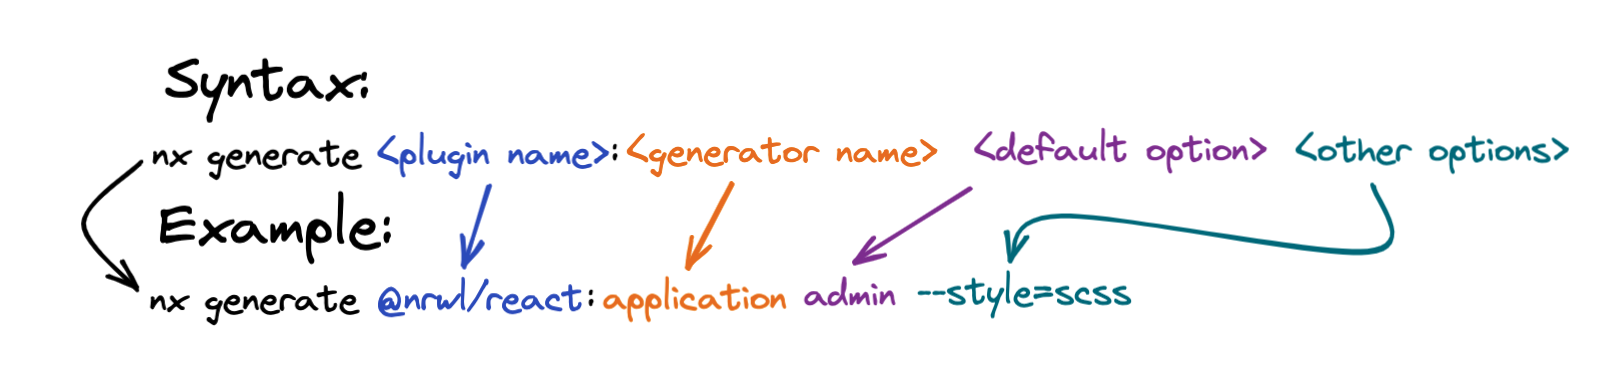 Syntax:
nx generate <plugin name>:<generator name> <default option> <other options>
Example:
nx generate @nrwl/react:application admin --style=scss